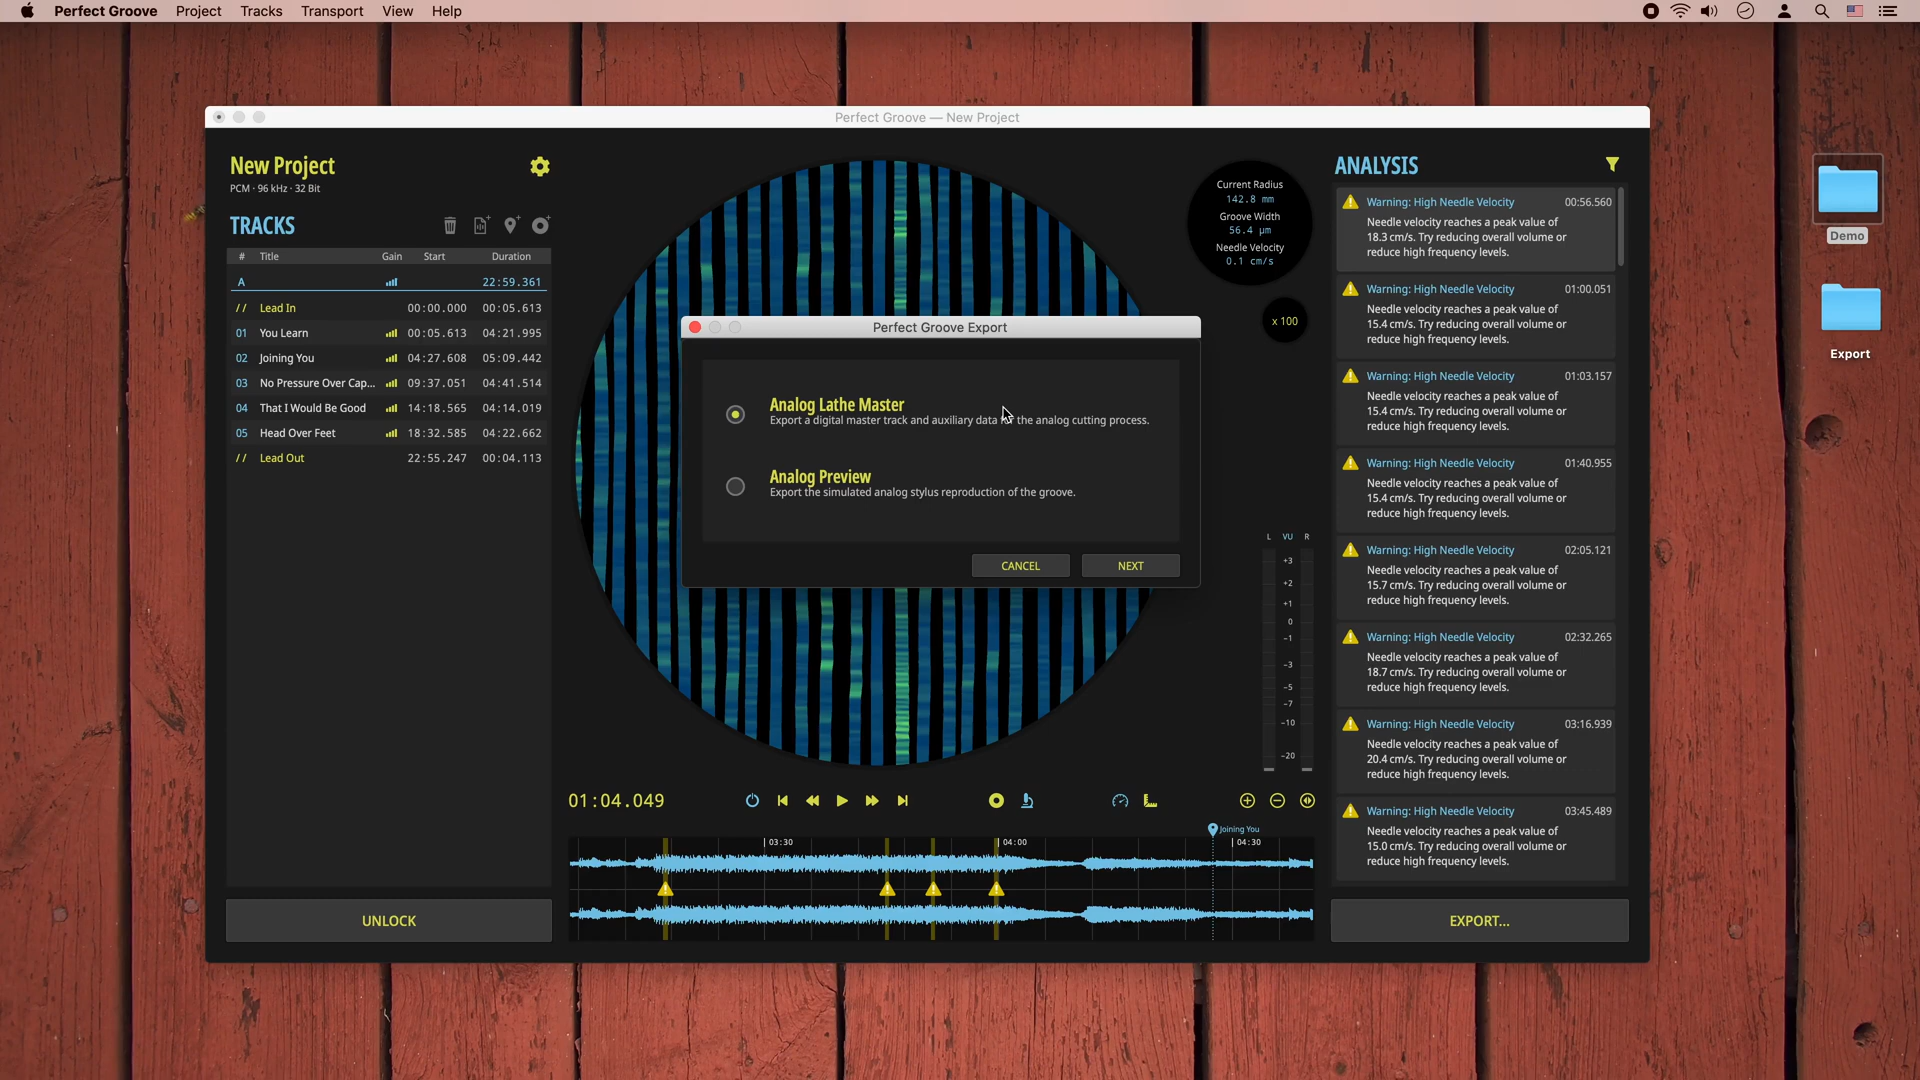 Perfect Groove Project Tracks Transport View Help
Perfect Groove — New Project
New Project
PCM · 96 kHz · 32 Bit
TRACKS
# Title Gain Start Duration
A 22:59.361
// Lead In 00:00.000 00:05.613
01 You Learn 00:05.613 04:21.995
02 Joining You 04:27.608 05:09.442
03 No Pressure Over Cap... 09:37.051 04:41.514
04 That I Would Be Good 14:18.565 04:14.019
05 Head Over Feet 18:32.585 04:22.662
// Lead Out 22:55.247 00:04.113
UNLOCK
Current Radius
142.8 mm
Groove Width
56.4 µm
Needle Velocity
0.1 cm/s
x 100
Perfect Groove Export
Analog Lathe Master
Export a digital master track and auxiliary data for the analog cutting process.
Analog Preview
Export the simulated analog stylus reproduction of the groove.
CANCEL NEXT
L VU R
+3
+2
+1
0
-1
-3
-5
-7
-10
-20
01:04.049
Joining You
03:30 04:00 04:30
ANALYSIS
Warning: High Needle Velocity 00:56.560
Needle velocity reaches a peak value of
18.3 cm/s. Try reducing overall volume or
reduce high frequency levels.
Warning: High Needle Velocity 01:00.051
Needle velocity reaches a peak value of
15.4 cm/s. Try reducing overall volume or
reduce high frequency levels.
Warning: High Needle Velocity 01:03.157
Needle velocity reaches a peak value of
15.4 cm/s. Try reducing overall volume or
reduce high frequency levels.
Warning: High Needle Velocity 01:40.955
Needle velocity reaches a peak value of
15.4 cm/s. Try reducing overall volume or
reduce high frequency levels.
Warning: High Needle Velocity 02:05.121
Needle velocity reaches a peak value of
15.7 cm/s. Try reducing overall volume or
reduce high frequency levels.
Warning: High Needle Velocity 02:32.265
Needle velocity reaches a peak value of
18.7 cm/s. Try reducing overall volume or
reduce high frequency levels.
Warning: High Needle Velocity 03:16.939
Needle velocity reaches a peak value of
20.4 cm/s. Try reducing overall volume or
reduce high frequency levels.
Warning: High Needle Velocity 03:45.489
Needle velocity reaches a peak value of
15.0 cm/s. Try reducing overall volume or
reduce high frequency levels.
EXPORT...
Demo
Export